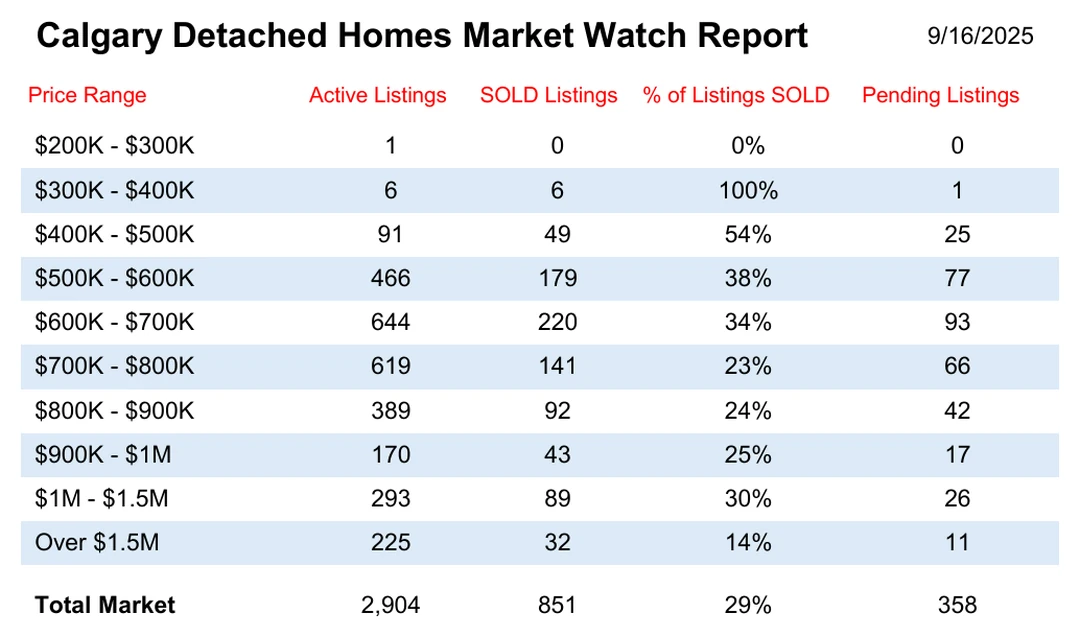 Calgary Detached Homes Market Watch Report 9/16/2025
Price Range Active Listings SOLD Listings % of Listings SOLD Pending Listings
$200K - $300K 1 0 0% 0
$300K - $400K 6 6 100% 1
$400K - $500K 91 49 54% 25
$500K - $600K 466 179 38% 77
$600K - $700K 644 220 34% 93
$700K - $800K 619 141 23% 66
$800K - $900K 389 92 24% 42
$900K - $1M 170 43 25% 17
$1M - $1.5M 293 89 30% 26
Over $1.5M 225 32 14% 11
Total Market 2,904 851 29% 358